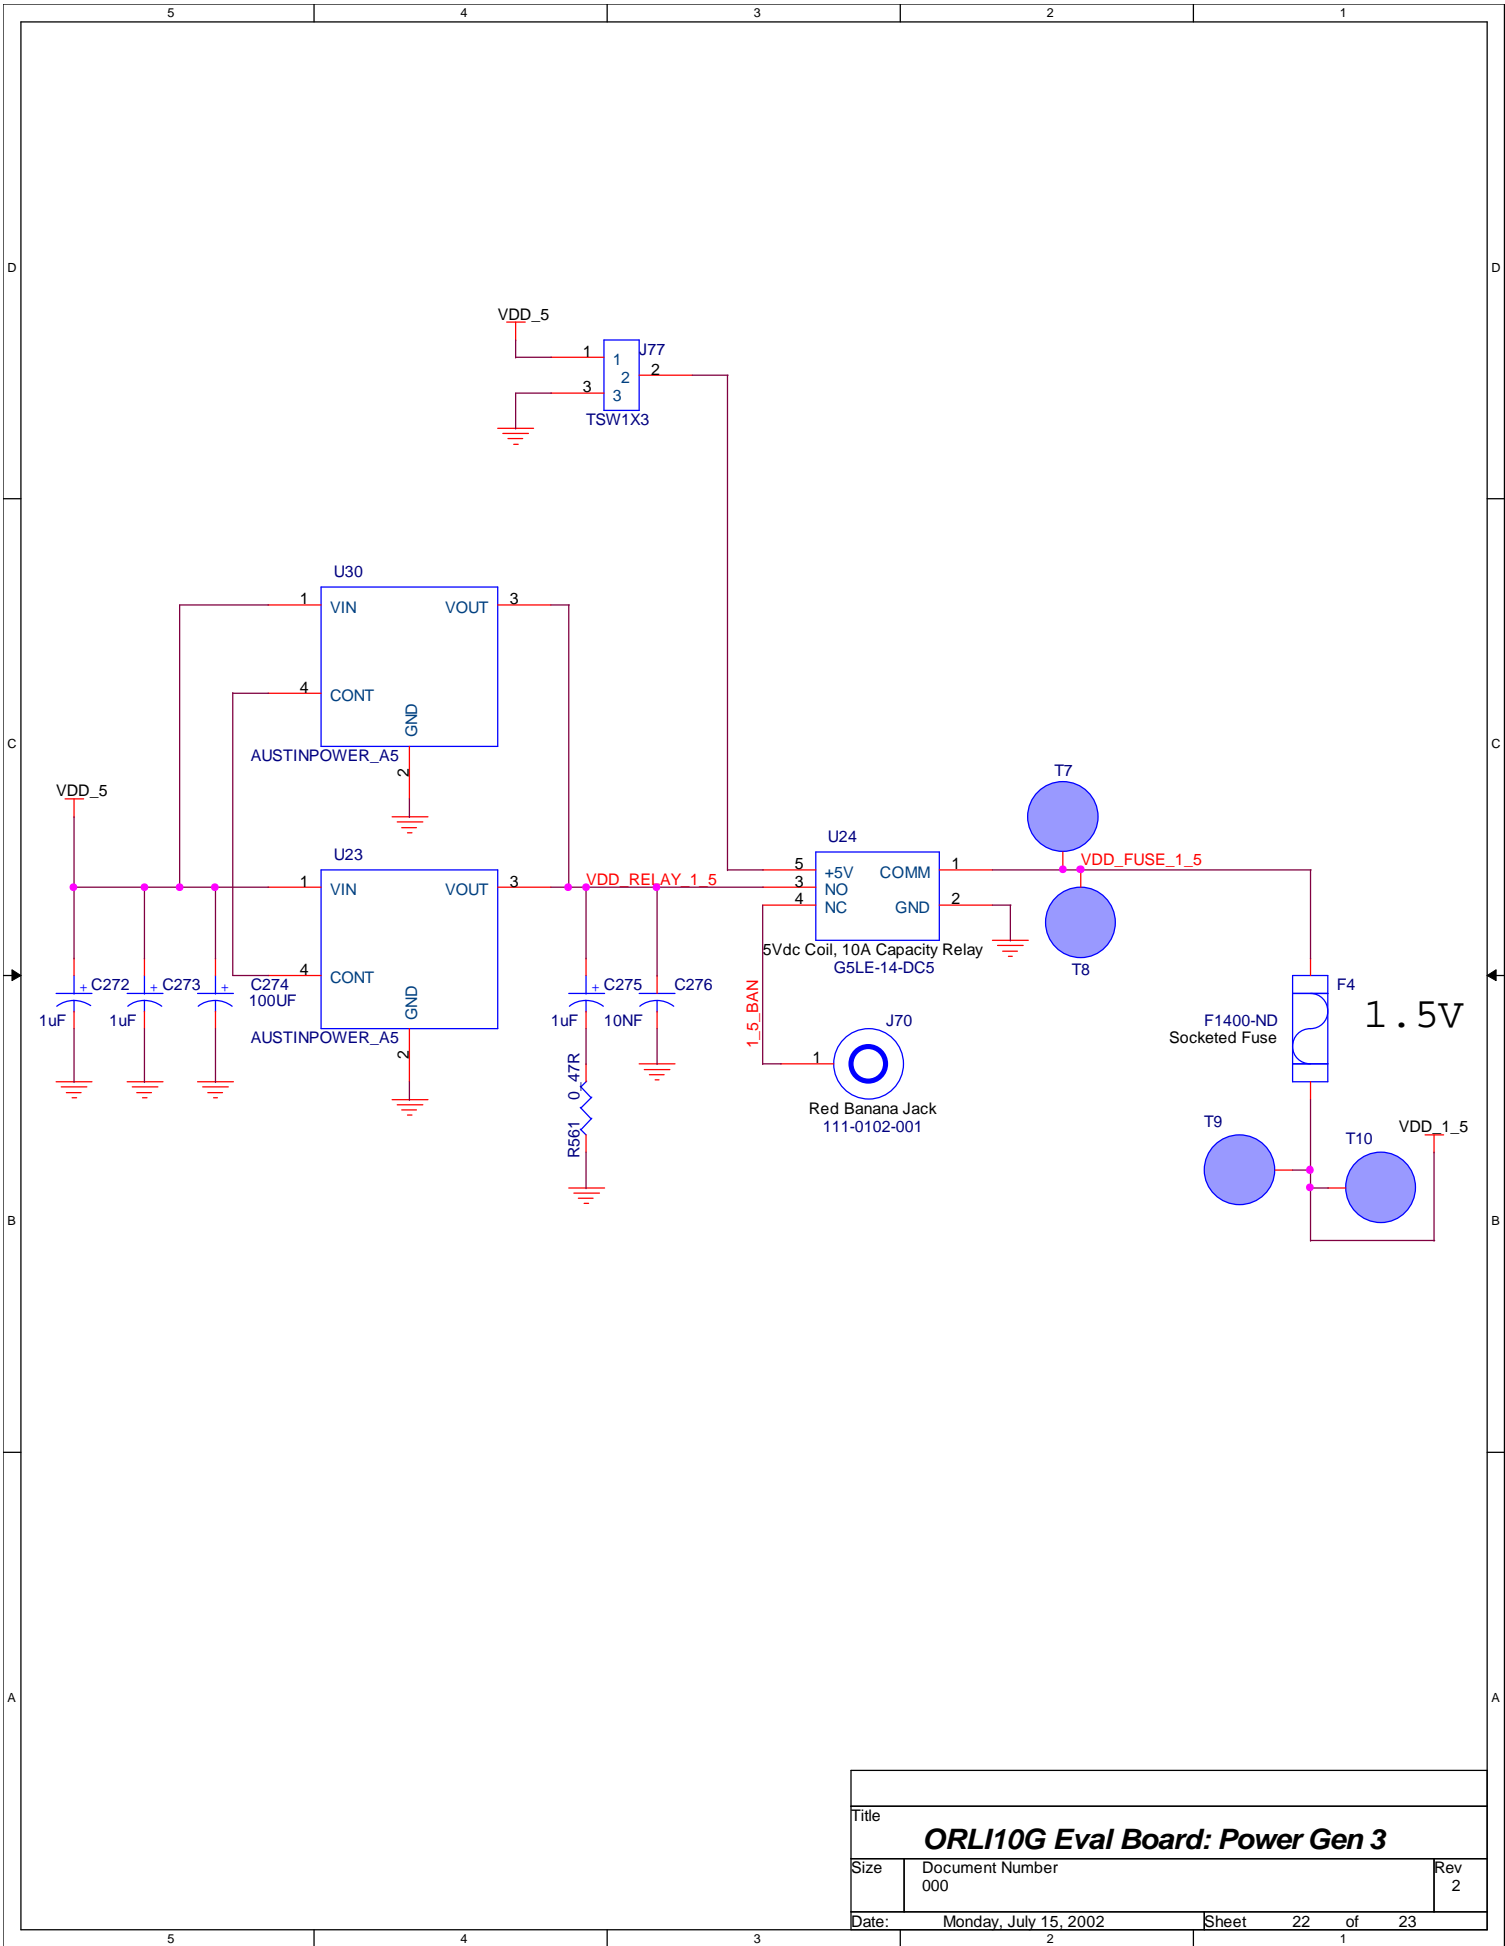 5 4 3 2 1
D D
VDD_5
1 1 J77
2 2
3 3
TSW1X3
U30
1 VIN VOUT 3
4 CONT
GND
AUSTINPOWER_A5
2
C C
VDD_5
T7
U23
U24
1 VIN VOUT 3
VDD_RELAY_1_5
5 +5V COMM 1
VDD_FUSE_1_5
3 NO
4 NC GND 2
5Vdc Coil, 10A Capacity Relay
G5LE-14-DC5
T8
4 CONT
GND
AUSTINPOWER_A5
2
+ C272
1uF
+ C273
1uF
+ C274
100UF
+ C275
1uF
C276
10NF
R561 0_47R
1_5_BAN
J70
1
Red Banana Jack
111-0102-001
F4
F1400-ND
Socketed Fuse
1.5V
T9
T10
VDD_1_5
B B
A A
Title
ORLI10G Eval Board: Power Gen 3
Size Document Number Rev
000 2
Date: Monday, July 15, 2002 Sheet 22 of 23
5 4 3 2 1